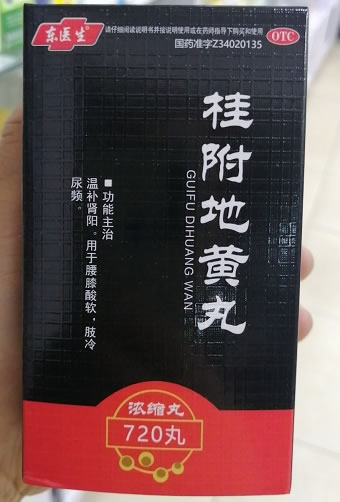 东医生
请仔细阅读说明书并按说明使用或在药师指导下购买和使用
国药准字Z34020135
OTC
桂附地黄丸
GUIFU DIHUANG WAN
■功能主治
温补肾阳。用于腰膝酸软，肢冷
尿频。
浓缩丸
720丸